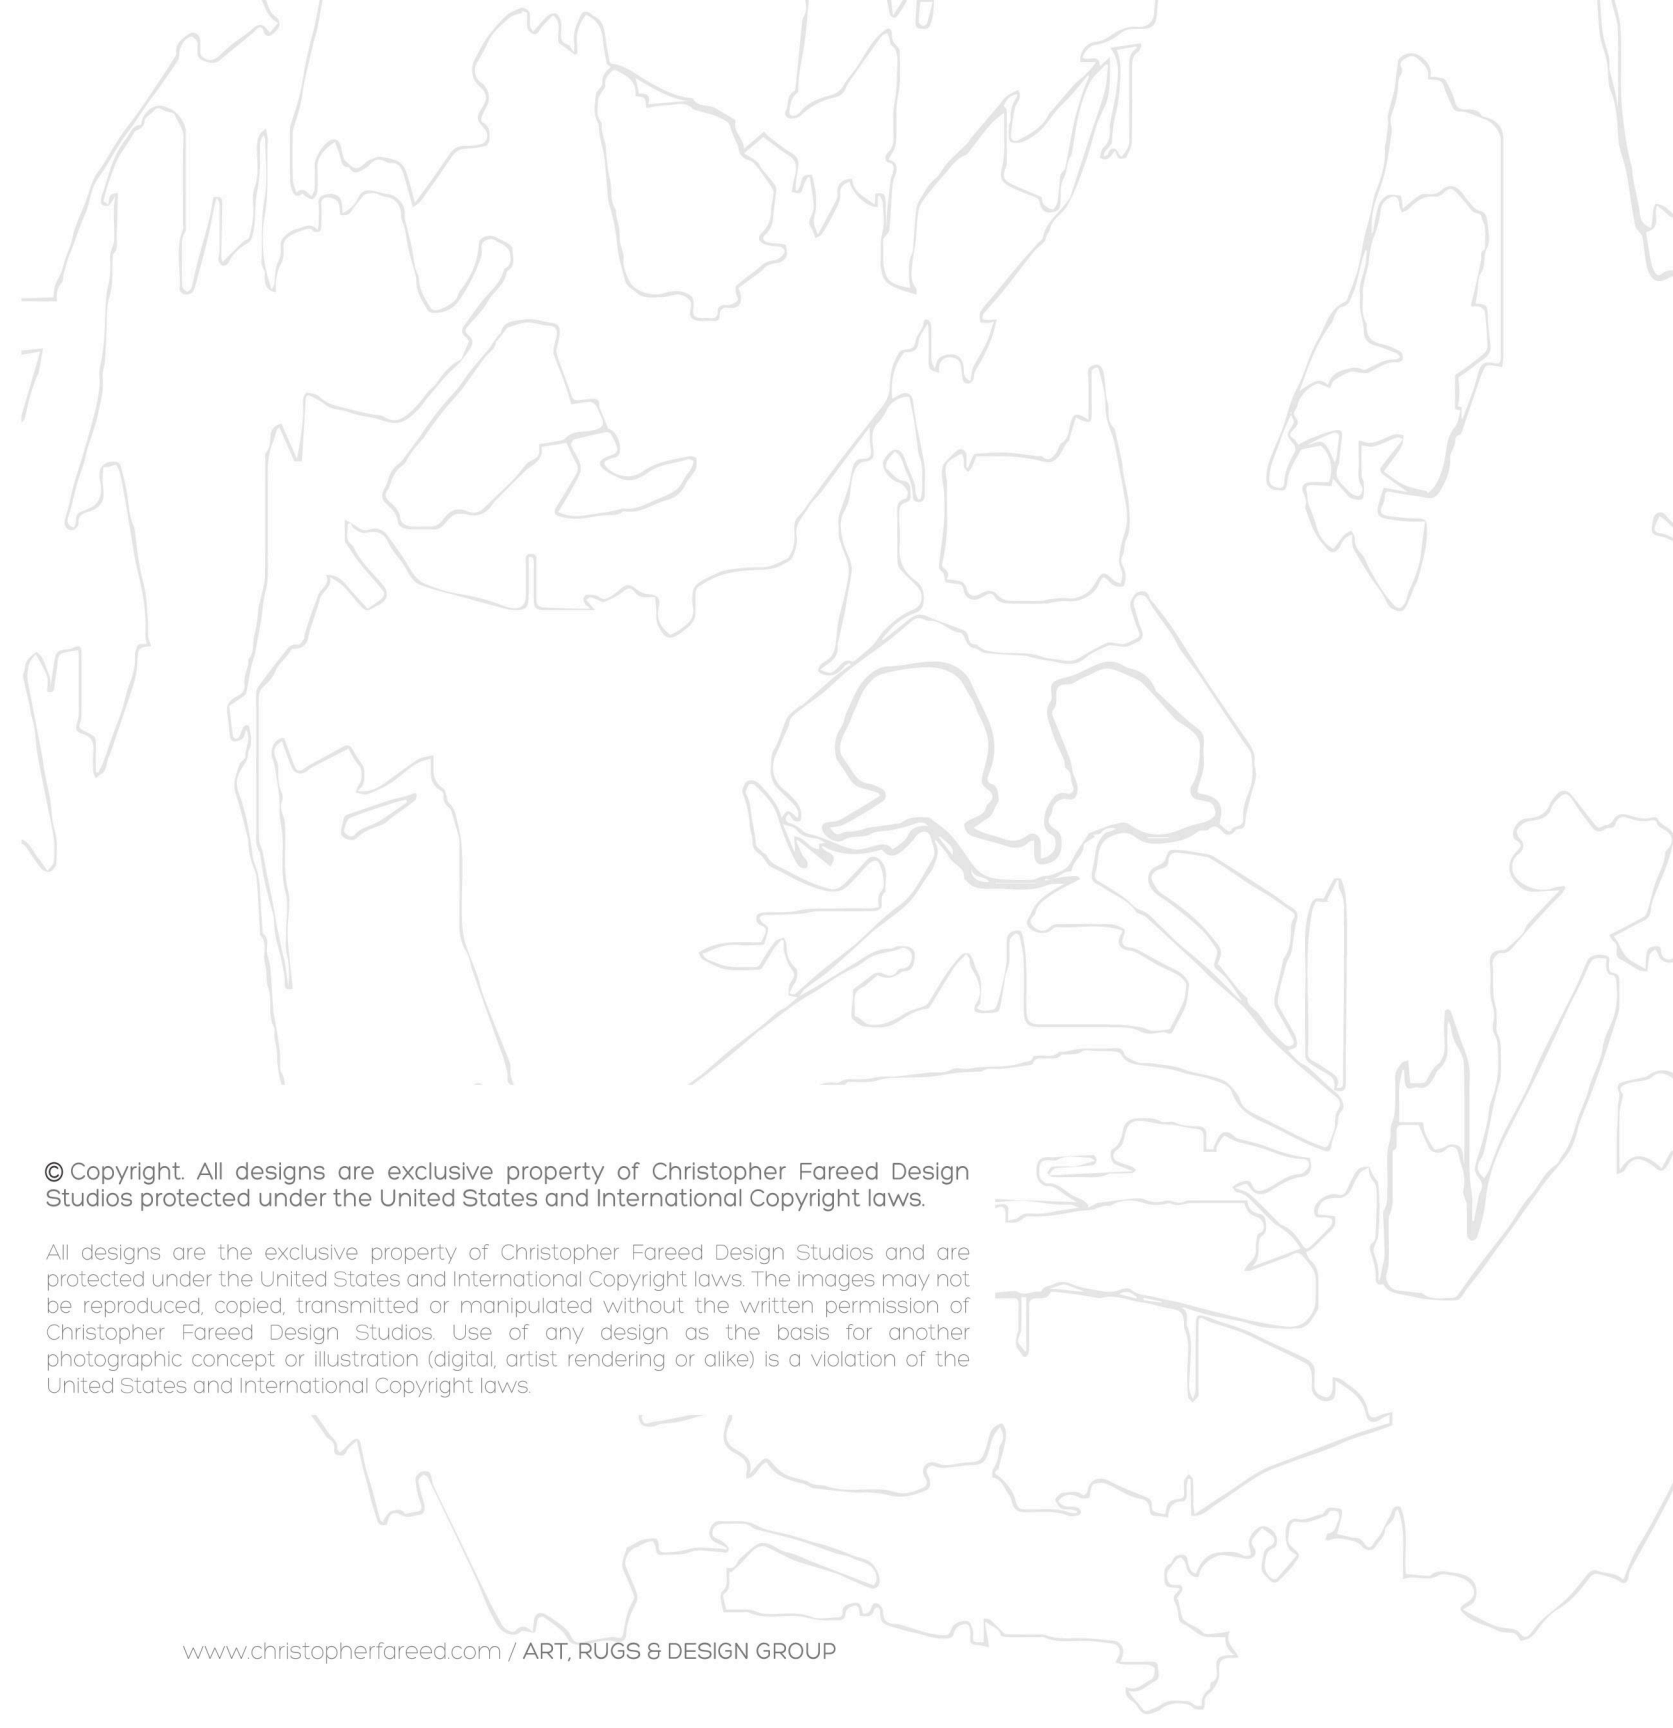 © Copyright. All designs are exclusive property of Christopher Fareed Design
Studios protected under the United States and International Copyright laws.
All designs are the exclusive property of Christopher Fareed Design Studios and are
protected under the United States and International Copyright laws. The images may not
be reproduced, copied, transmitted or manipulated without the written permission of
Christopher Fareed Design Studios. Use of any design as the basis for another
photographic concept or illustration (digital, artist rendering or alike) is a violation of the
United States and International Copyright laws.
www.christopherfareed.com / ART, RUGS & DESIGN GROUP